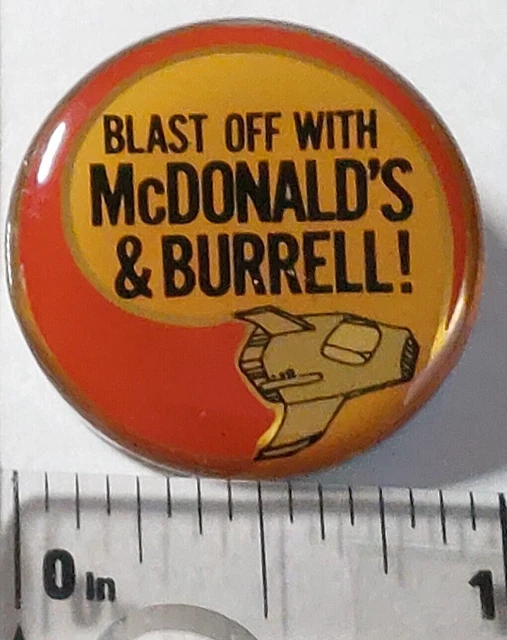 BLAST OFF WITH
McDONALD'S
& BURRELL!
0 in 1